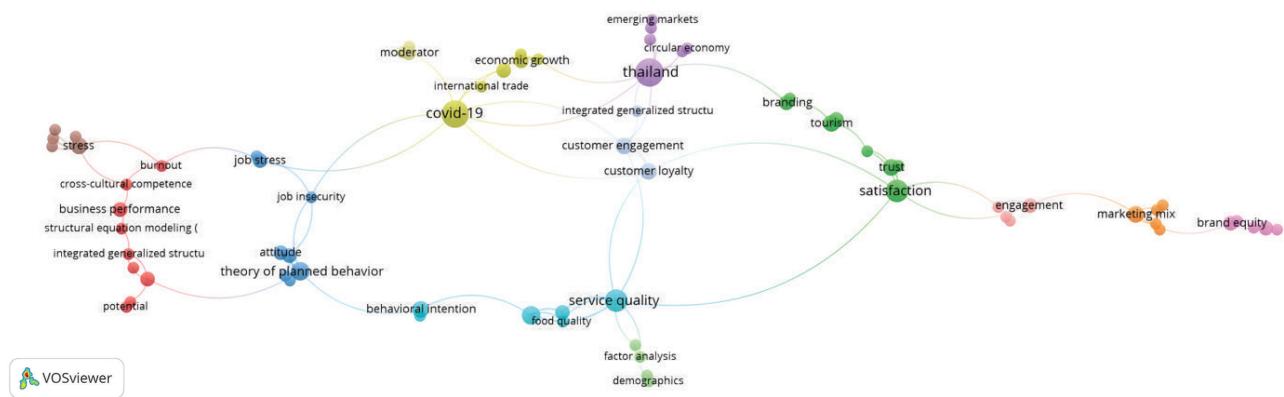 emerging markets
moderator
circular economy
economic growth
thailand
international trade
branding
integrated generalized structu
covid-19
tourism
stress
customer engagement
job stress
burnout
trust
customer loyalty
cross-cultural competence
satisfaction
job insecurity
business performance
engagement
marketing mix
brand equity
structural equation modeling (
integrated generalized structu
attitude
theory of planned behavior
potential
behavioral intention
service quality
food quality
factor analysis
demographics
VOSviewer